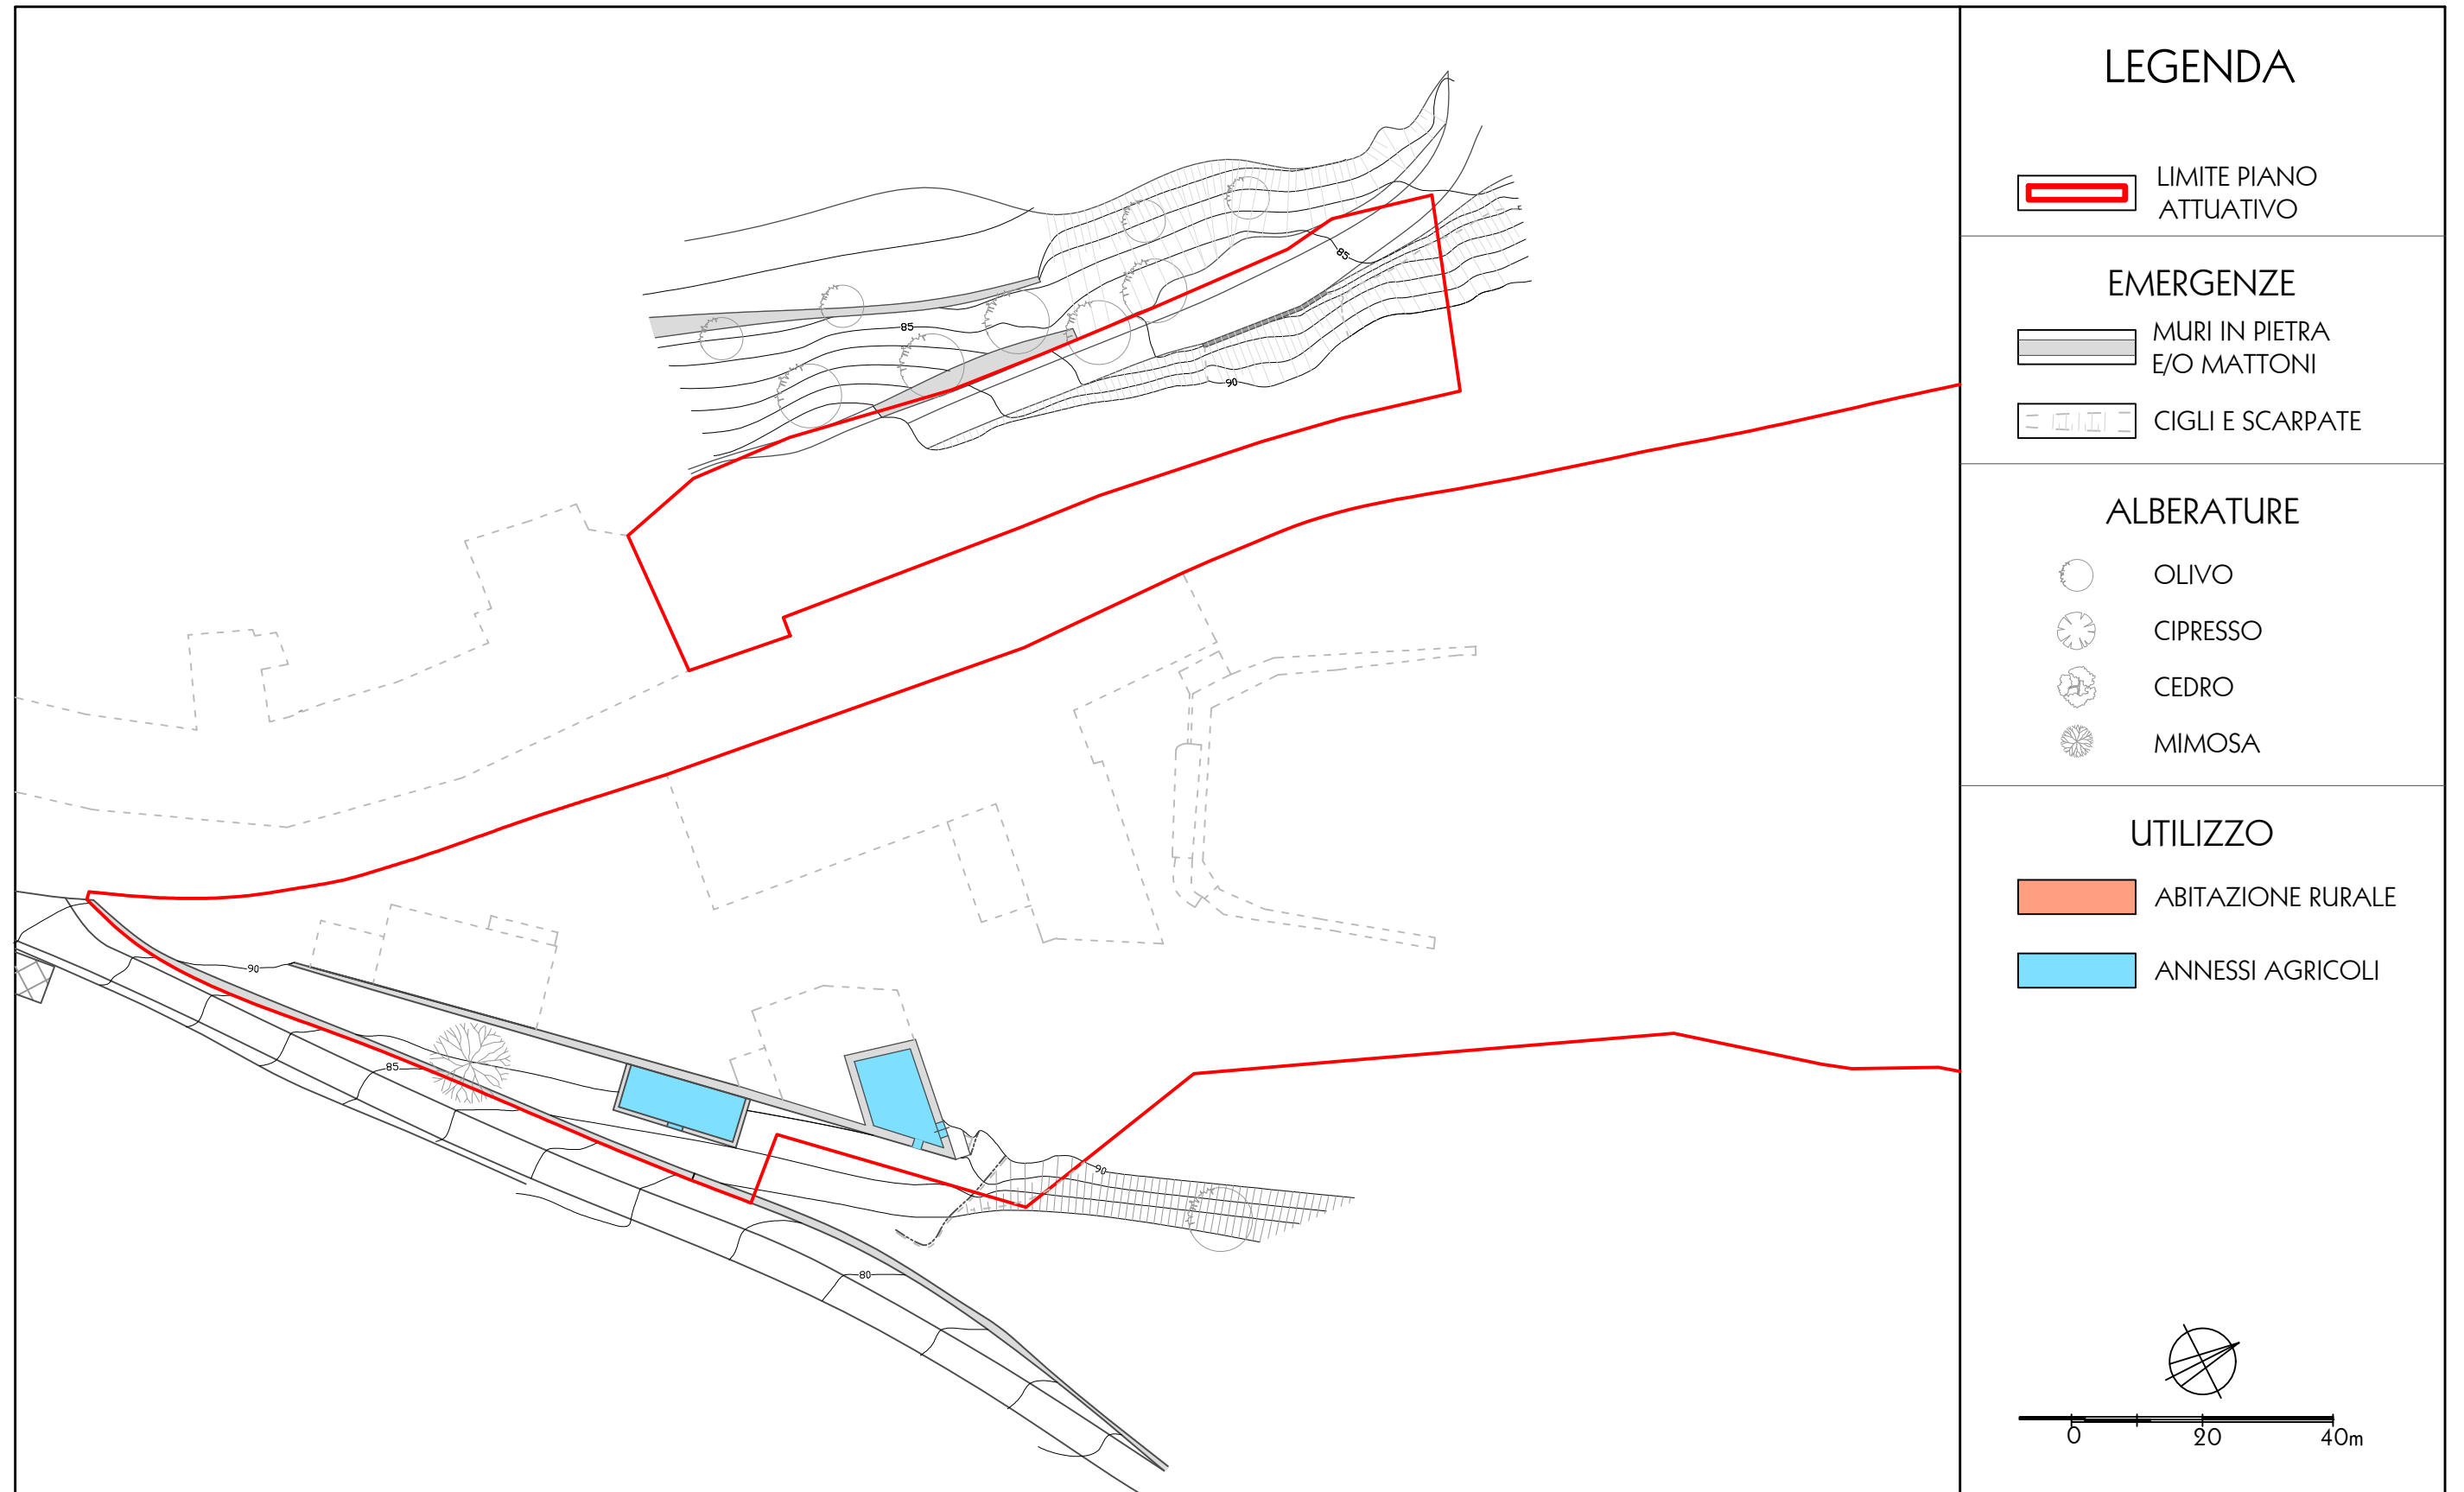 LEGENDA
LIMITE PIANO
ATTUATIVO
EMERGENZE
MURI IN PIETRA
E/O MATTONI
CIGLI E SCARPATE
ALBERATURE
OLIVO
CIPRESSO
CEDRO
MIMOSA
UTILIZZO
ABITAZIONE RURALE
ANNESSI AGRICOLI
0 20 40m
85
85
90
90
85
90
80